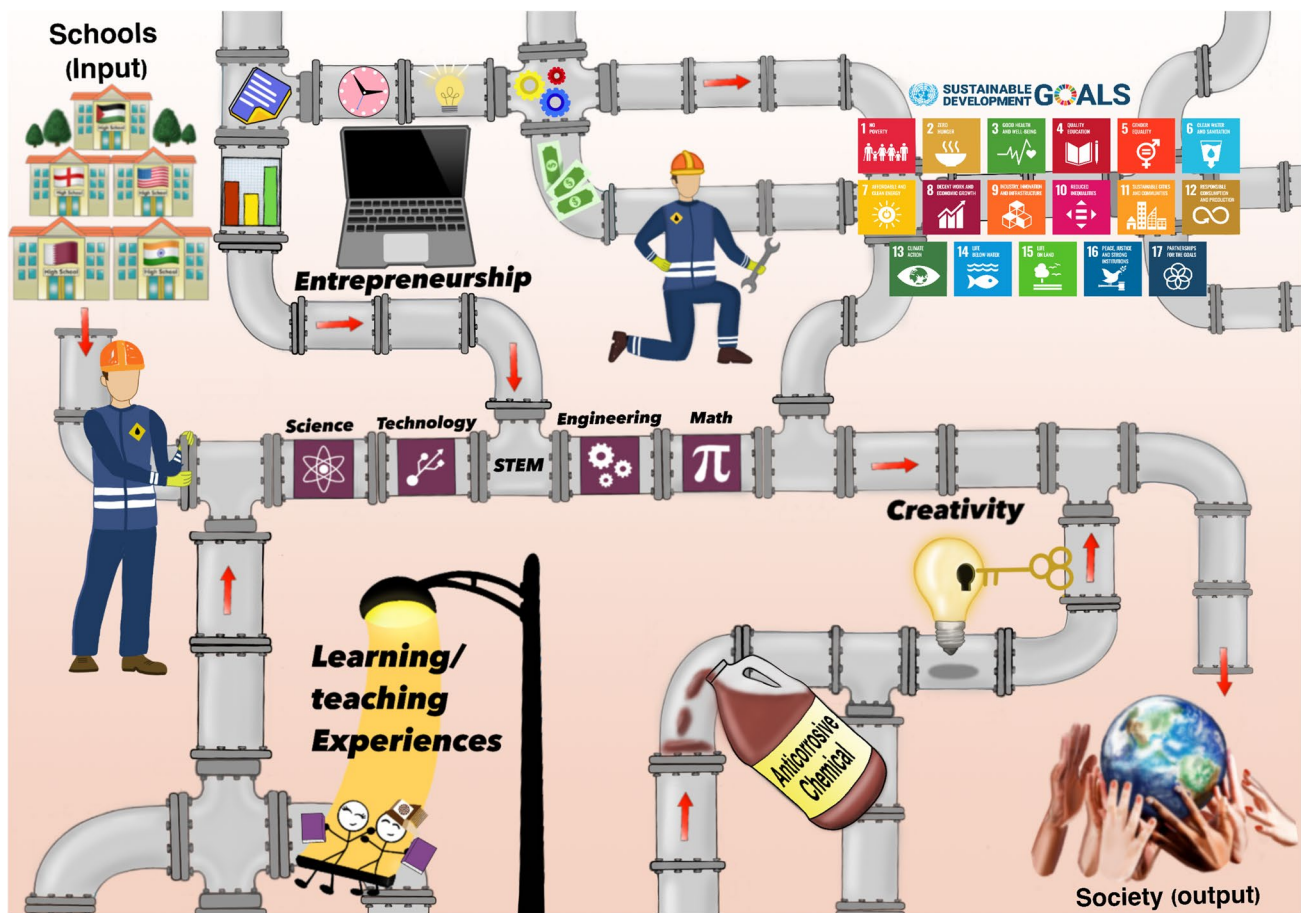 Schools
(Input)
High School
High School
High School
High School
High School
Entrepreneurship
SUSTAINABLE
DEVELOPMENT
GOALS
1 NO
POVERTY
2 ZERO
HUNGER
3 GOOD HEALTH
AND WELL-BEING
4 QUALITY
EDUCATION
5 GENDER
EQUALITY
6 CLEAN WATER
AND SANITATION
7 AFFORDABLE AND
CLEAN ENERGY
8 DECENT WORK AND
ECONOMIC GROWTH
9 INDUSTRY, INNOVATION
AND INFRASTRUCTURE
10 REDUCED
INEQUALITIES
11 SUSTAINABLE CITIES
AND COMMUNITIES
12 RESPONSIBLE
CONSUMPTION
AND PRODUCTION
13 CLIMATE
ACTION
14 LIFE
BELOW WATER
15 LIFE
ON LAND
16 PEACE, JUSTICE
AND STRONG
INSTITUTIONS
17 PARTNERSHIPS
FOR THE GOALS
Science
Technology
STEM
Engineering
Math
π
Creativity
Learning/
teaching
Experiences
Anticorrosive
Chemical
Society (output)